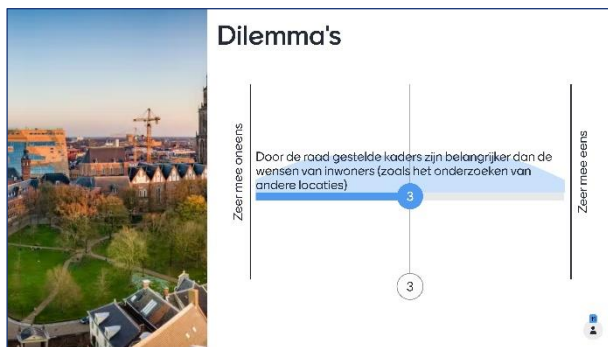 Dilemma's
Zeer mee oneens
Door de raad gestelde kaders zijn belangrijker dan de
wensen van inwoners (zoals het onderzoeken van
andere locaties)
3
3
Zeer mee eens